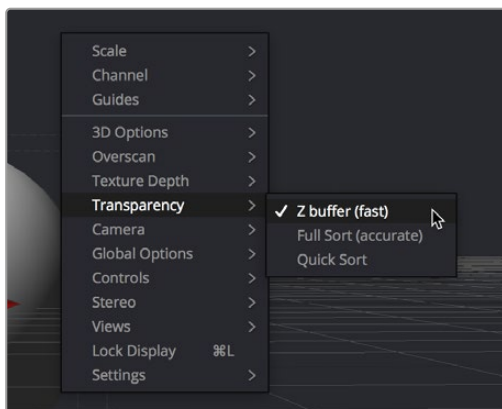 Scale
Channel
Guides
3D Options
Overscan
Texture Depth
Transparency
Camera
Global Options
Controls
Stereo
Views
Lock Display ⌘L
Settings
Z buffer (fast)
Full Sort (accurate)
Quick Sort